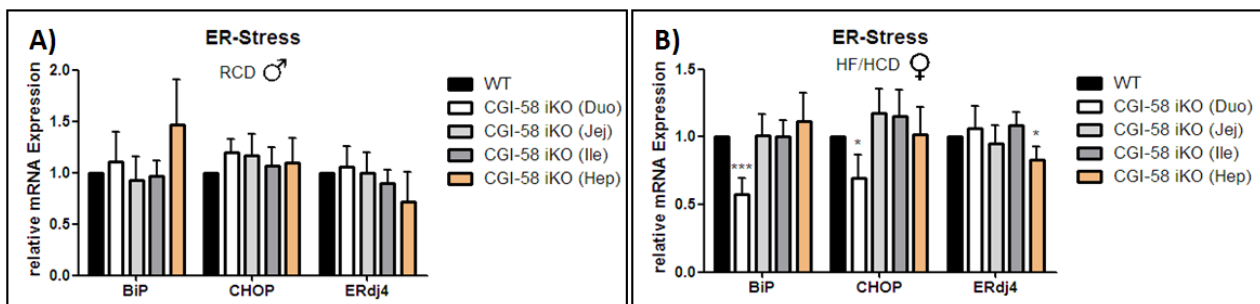 A)
ER-Stress
RCD ♂
relative mRNA Expression
2.0
1.5
1.0
0.5
0.0
BiP
CHOP
ERdj4
WT
CGI-58 iKO (Duo)
CGI-58 iKO (Jej)
CGI-58 iKO (Ile)
CGI-58 iKO (Hep)
B)
ER-Stress
HF/HCD ♀
relative mRNA Expression
1.5
1.0
0.5
0.0
***
*
*
BiP
CHOP
ERdj4
WT
CGI-58 iKO (Duo)
CGI-58 iKO (Jej)
CGI-58 iKO (Ile)
CGI-58 iKO (Hep)